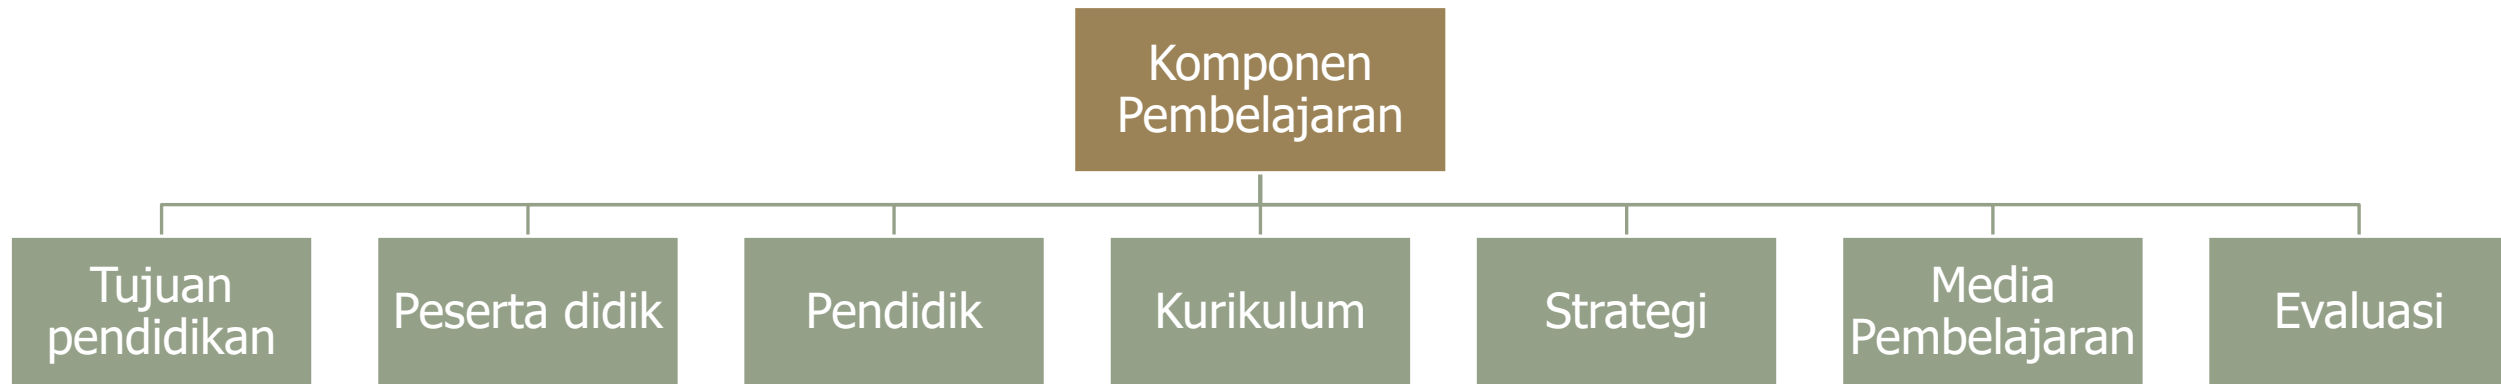 Komponen
Pembelajaran
Tujuan
pendidikan
Peserta didik
Pendidik
Kurikulum
Strategi
Media
Pembelajaran
Evaluasi